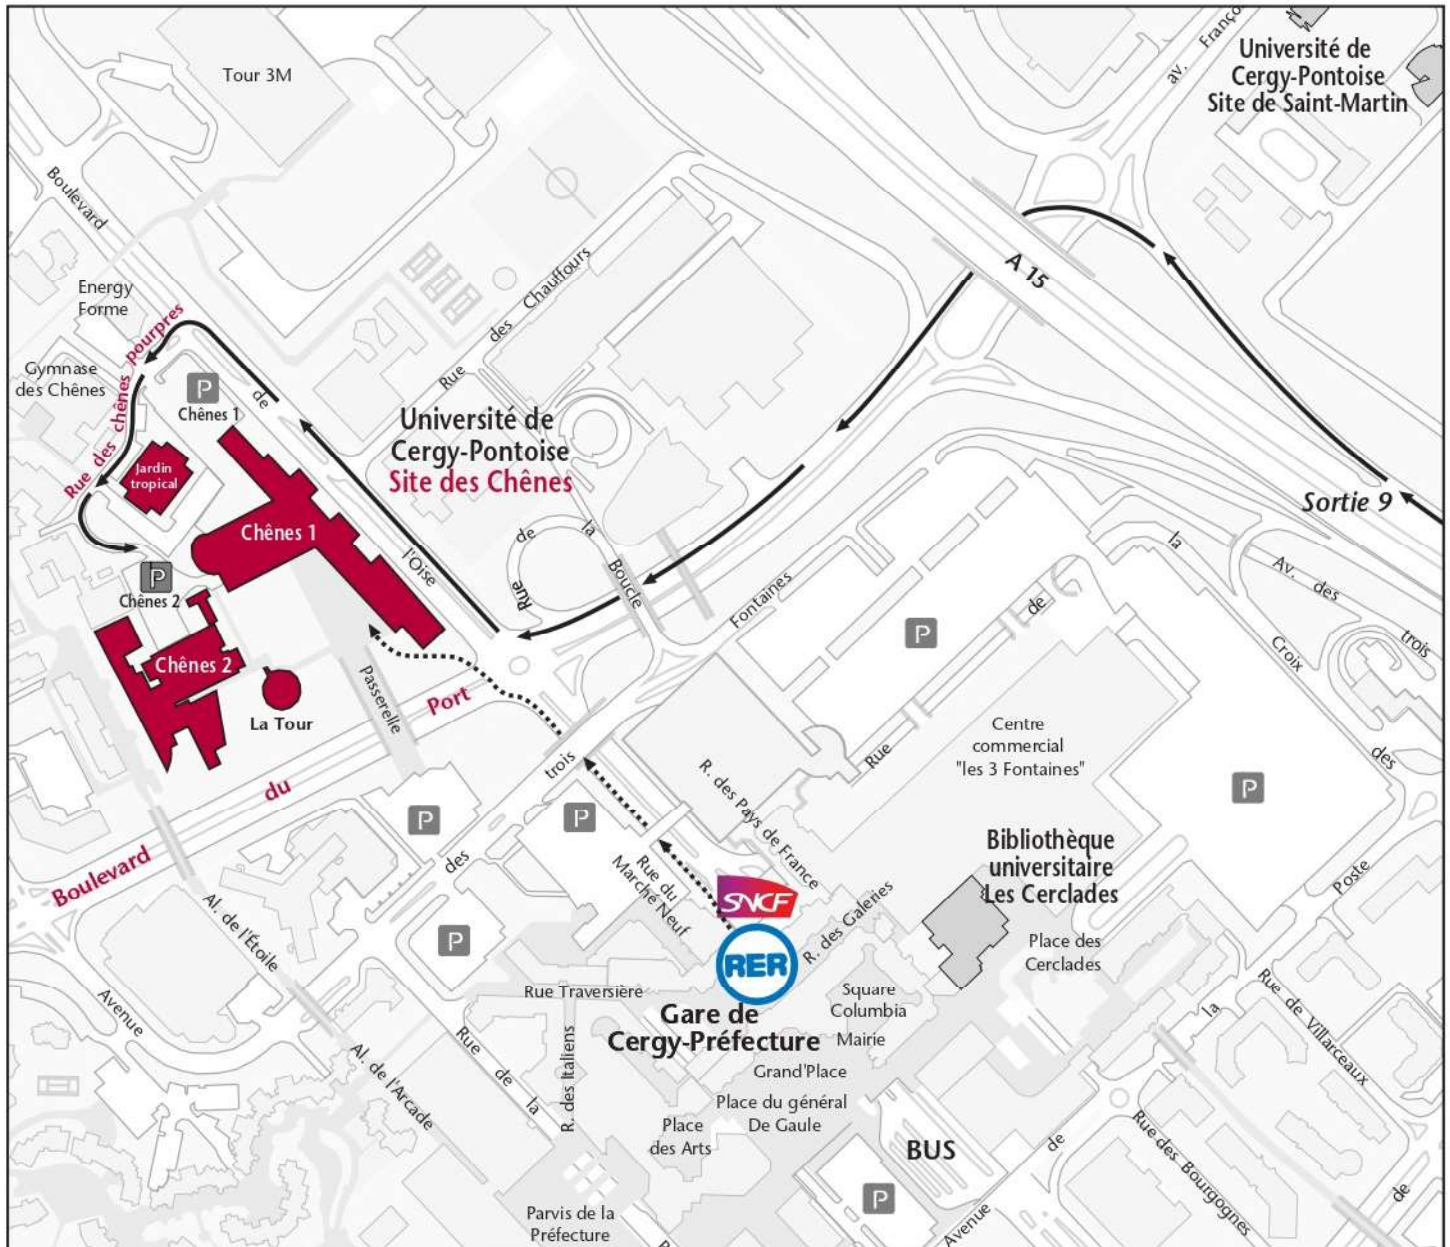 Tour 3M
av. Franço
Université de
Cergy-Pontoise
Site de Saint-Martin
Boulevard
A 15
Energy
Forme
Rue des Chauffours
Gymnase
des Chênes
Rue des chênes pourpres
P
Chênes 1
de
Université de
Cergy-Pontoise
Site des Chênes
Jardin
tropical
Sortie 9
Chênes 1
l'Oise
Rue
de
la
Boucle
P
Chênes 2
Fontaines
de
la
Av. des
trois
P
Croix
Chênes 2
Passerelle
Port
La Tour
trois
Rue
Centre
commercial
"les 3 Fontaines"
des
du
R. des Pays de France
P
P
P
Boulevard
des
Rue du
Marché Neuf
Bibliothèque
universitaire
Les Cerclades
Poste
SNCF
RER
R. des Galeries
Al. de l'Étoile
P
Place des
Cerclades
Rue Traversière
Square
Columbia
Avenue
Gare de
Cergy-Préfecture
Mairie
la
Rue de Villarceaux
Rue
de
la
R. des Italiens
Al. de l'Arcade
Grand'Place
Place du général
De Gaule
Place
des Arts
BUS
de
Rue des Bourgognes
P
de
Parvis de la
Préfecture
Avenue